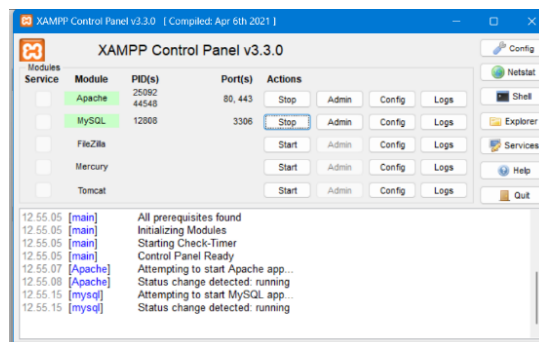 XAMPP Control Panel v3.3.0 [ Compiled: Apr 6th 2021 ]
XAMPP Control Panel v3.3.0
Config
Modules
Service Module PID(s) Port(s) Actions
Netstat
Apache 25092 44548 80, 443 Stop Admin Config Logs
Shell
MySQL 12808 3306 Stop Admin Config Logs
Explorer
FileZilla Start Admin Config Logs
Services
Mercury Start Admin Config Logs
Help
Tomcat Start Admin Config Logs
Quit
12.55.05 [main] All prerequisites found
12.55.05 [main] Initializing Modules
12.55.05 [main] Starting Check-Timer
12.55.05 [main] Control Panel Ready
12.55.07 [Apache] Attempting to start Apache app...
12.55.08 [Apache] Status change detected: running
12.55.15 [mysql] Attempting to start MySQL app...
12.55.15 [mysql] Status change detected: running